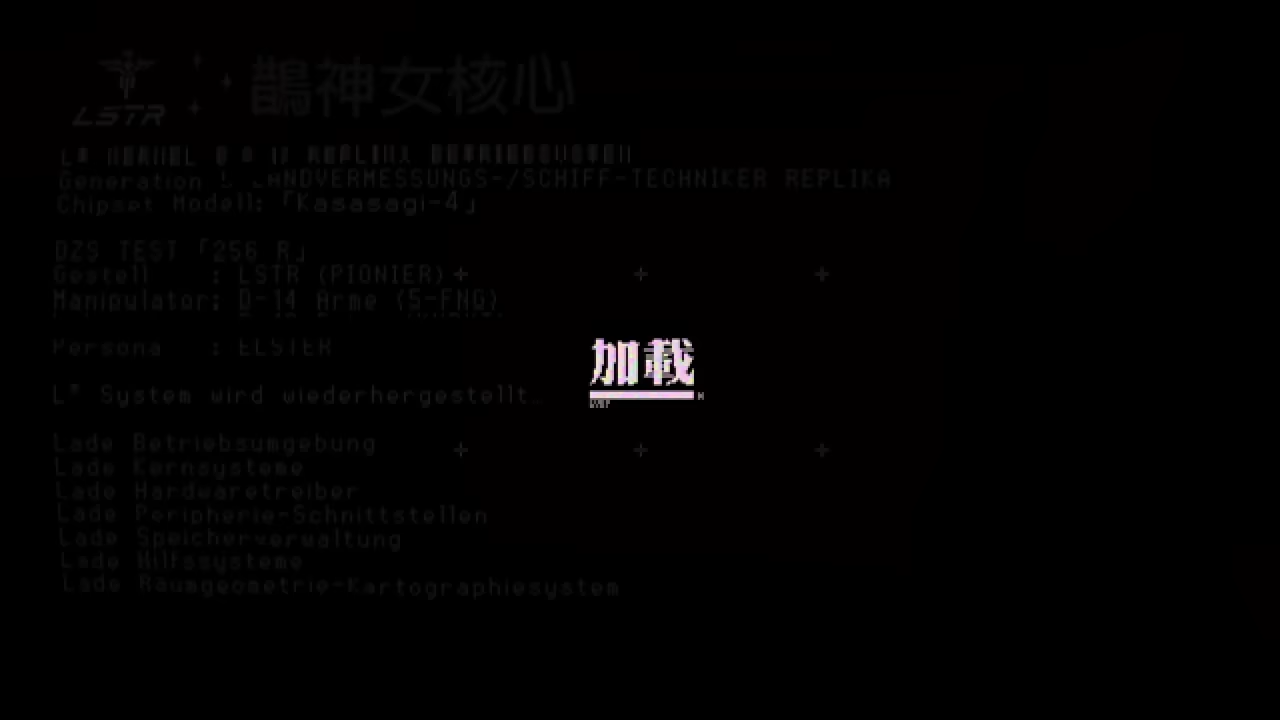 LSTR
鵲神女核心
Generation LANDVERMESSUNGS-/SCHIFF-TECHNIKER REPLIKA
Chipset Modell: 「Kasasagi-4」
DZS TEST 「256 R」
Gestell : LSTR (PIONIER)
Manipulator: D-14 Arme (5-FNG)
Persona : ELSTER
System wird wiederhergestellt_
Lade Betriebsumgebung
Lade Kernsysteme
Lade Hardwaretreiber
Lade Peripherie-Schnittstellen
Lade Speicherverwaltung
Lade Hilfssysteme
Lade Raumgeometrie-Kartographiesystem
加載